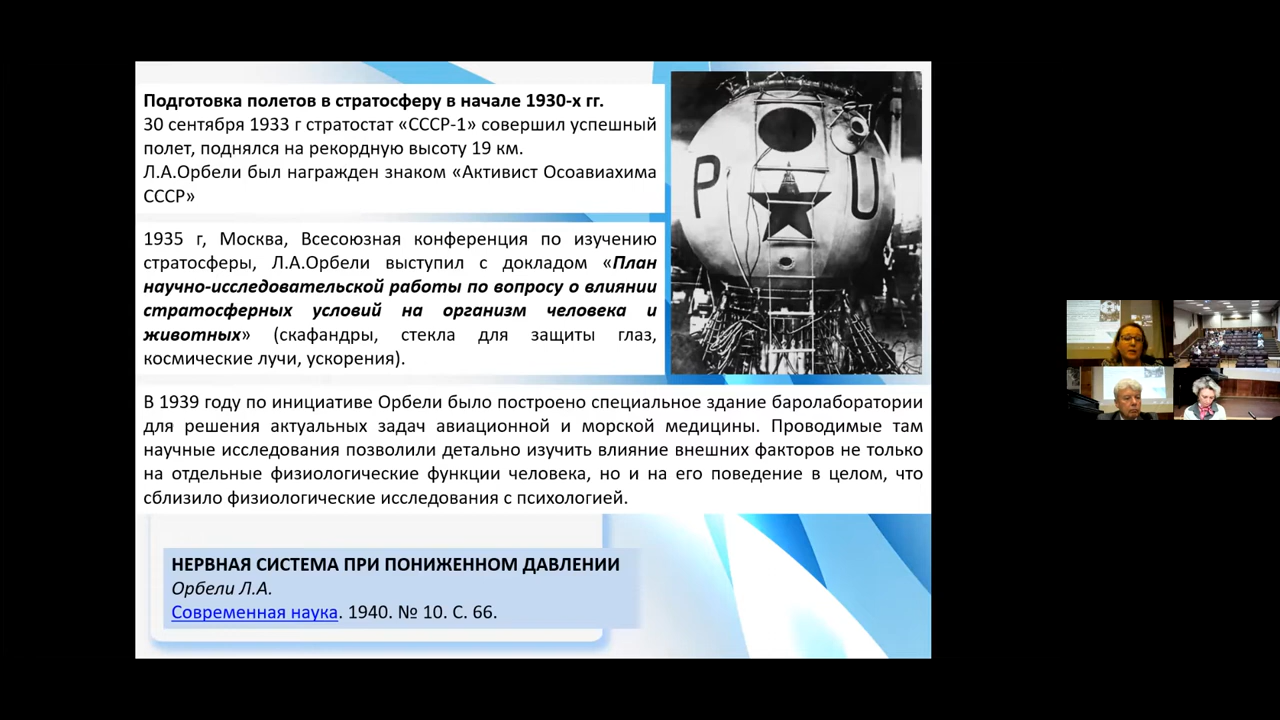 Подготовка полетов в стратосферу в начале 1930-х гг.
30 сентября 1933 г стратостат «СССР-1» совершил успешный
полет, поднялся на рекордную высоту 19 км.
Л.А.Орбели был награжден знаком «Активист Осоавиахима
СССР»
1935 г, Москва, Всесоюзная конференция по изучению
стратосферы, Л.А.Орбели выступил с докладом «План
научно-исследовательской работы по вопросу о влиянии
стратосферных условий на организм человека и
животных» (скафандры, стекла для защиты глаз,
космические лучи, ускорения).
Р U
В 1939 году по инициативе Орбели было построено специальное здание баролаборатории
для решения актуальных задач авиационной и морской медицины. Проводимые там
научные исследования позволили детально изучить влияние внешних факторов не только
на отдельные физиологические функции человека, но и на его поведение в целом, что
сблизило физиологические исследования с психологией.
НЕРВНАЯ СИСТЕМА ПРИ ПОНИЖЕННОМ ДАВЛЕНИИ
Орбели Л.А.
Современная наука. 1940. № 10. С. 66.